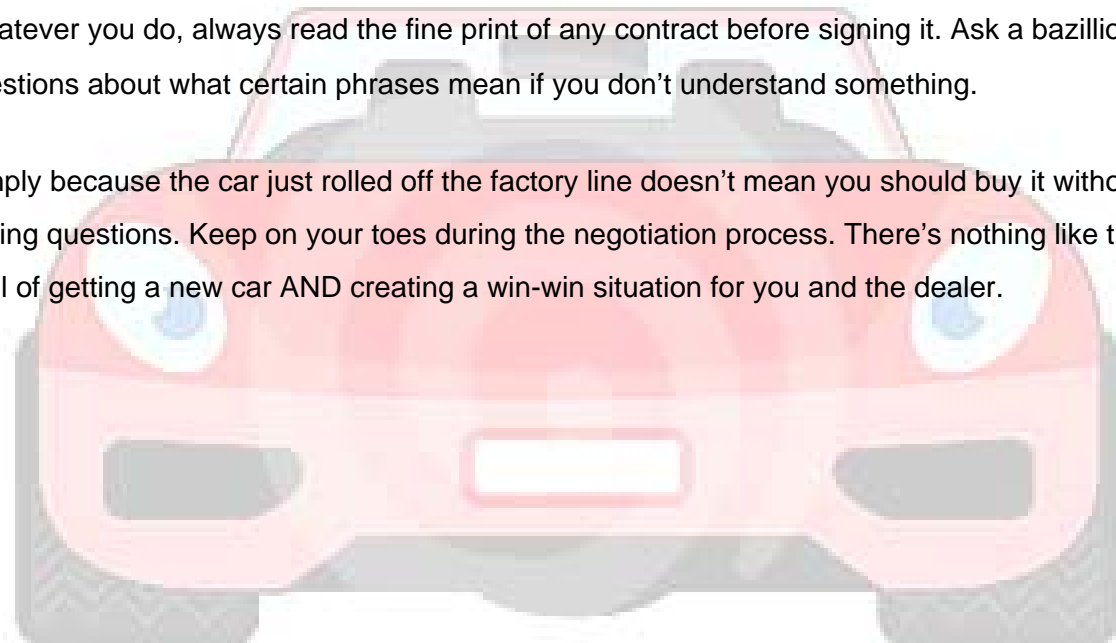 atever you do, always read the fine print of any contract before signing it. Ask a bazillio
estions about what certain phrases mean if you don’t understand something.
ply because the car just rolled off the factory line doesn’t mean you should buy it witho
ing questions. Keep on your toes during the negotiation process. There’s nothing like t
l of getting a new car AND creating a win-win situation for you and the dealer.